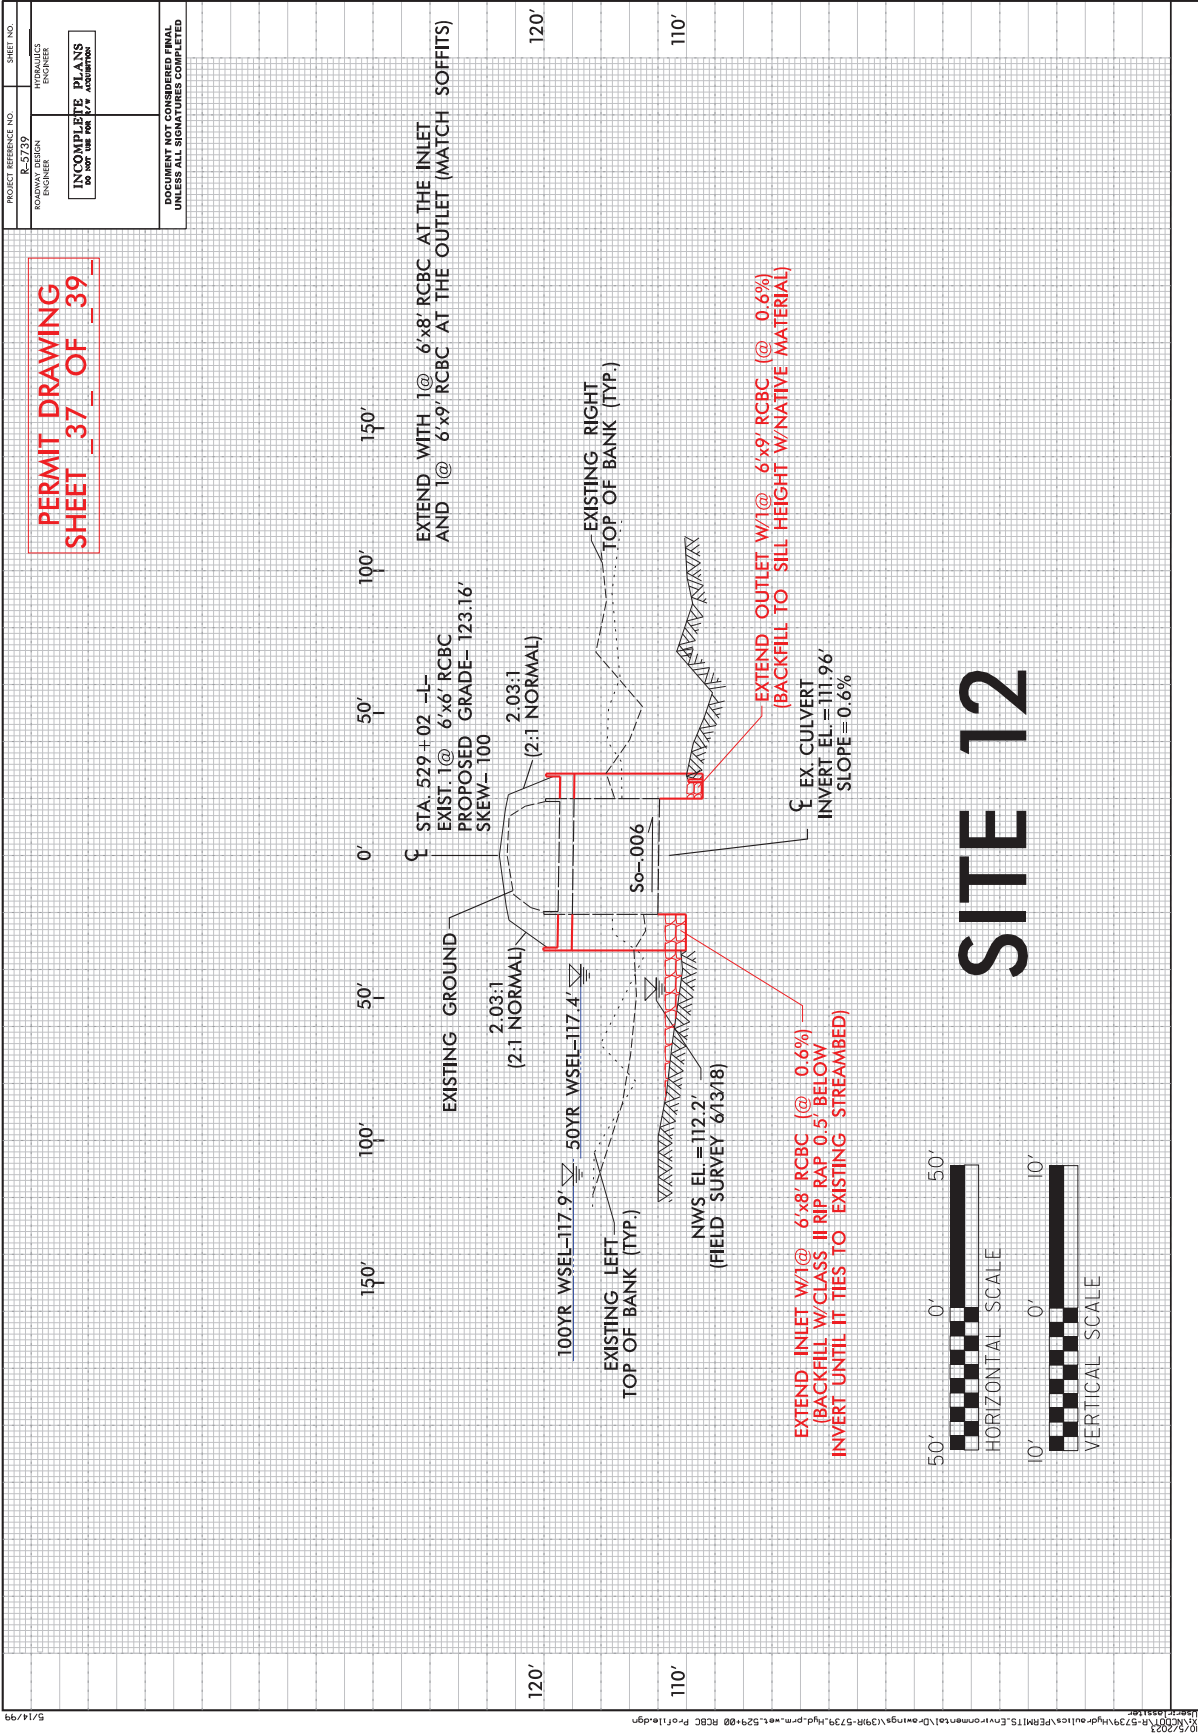 PROJECT REFERENCE NO.
SHEET NO.
R-5739
ROADWAY DESIGN
ENGINEER
HYDRAULICS
ENGINEER
INCOMPLETE PLANS
DO NOT USE FOR R/W ACQUISITION
DOCUMENT NOT CONSIDERED FINAL
UNLESS ALL SIGNATURES COMPLETED
PERMIT DRAWING
SHEET _37_ OF _39_
150'
100'
50'
0'
50'
100'
150'
120'
110'
120'
110'
℄ STA. 529+02 -L-
EXIST. 1@ 6'x6' RCBC
PROPOSED GRADE- 123.16'
SKEW- 100
EXTEND WITH 1@ 6'x8' RCBC AT THE INLET
AND 1@ 6'x9' RCBC AT THE OUTLET (MATCH SOFFITS)
EXISTING GROUND
2.03:1
(2:1 NORMAL)
2.03:1
(2:1 NORMAL)
100YR WSEL-117.9'
50YR WSEL-117.4'
EXISTING LEFT
TOP OF BANK (TYP.)
EXISTING RIGHT
TOP OF BANK (TYP.)
So-.006
NWS EL.=112.2'
(FIELD SURVEY 6/13/18)
℄ EX. CULVERT
INVERT EL.=111.96'
SLOPE=0.6%
EXTEND OUTLET W/1@ 6'x9' RCBC (@ 0.6%)
(BACKFILL TO SILL HEIGHT W/NATIVE MATERIAL)
EXTEND INLET W/1@ 6'x8' RCBC (@ 0.6%)
(BACKFILL W/CLASS II RIP RAP 0.5' BELOW
INVERT UNTIL IT TIES TO EXISTING STREAMBED)
SITE 12
50'
0'
50'
HORIZONTAL SCALE
10'
0'
10'
VERTICAL SCALE
5/14/99
10/5/2023